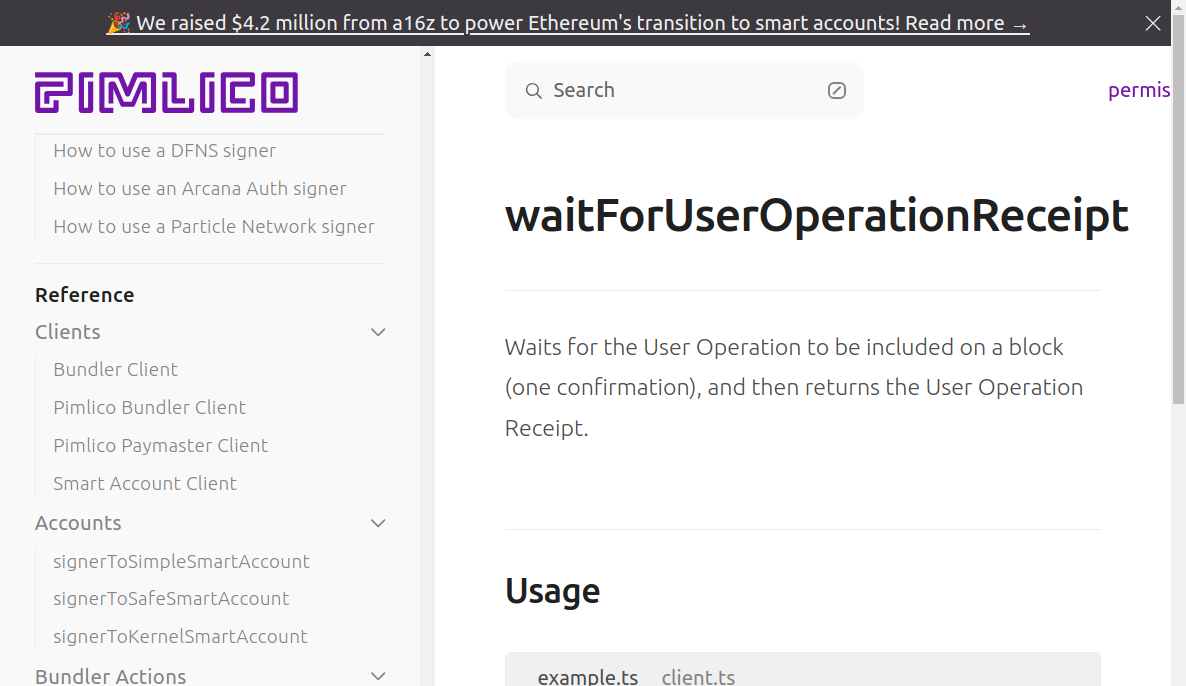 🎉 We raised $4.2 million from a16z to power Ethereum's transition to smart accounts! Read more →
PIMLICO
How to use a DFNS signer
How to use an Arcana Auth signer
How to use a Particle Network signer
Reference
Clients
Bundler Client
Pimlico Bundler Client
Pimlico Paymaster Client
Smart Account Client
Accounts
signerToSimpleSmartAccount
signerToSafeSmartAccount
signerToKernelSmartAccount
Bundler Actions
Search
permis
waitForUserOperationReceipt
Waits for the User Operation to be included on a block
(one confirmation), and then returns the User Operation
Receipt.
Usage
example.ts client.ts